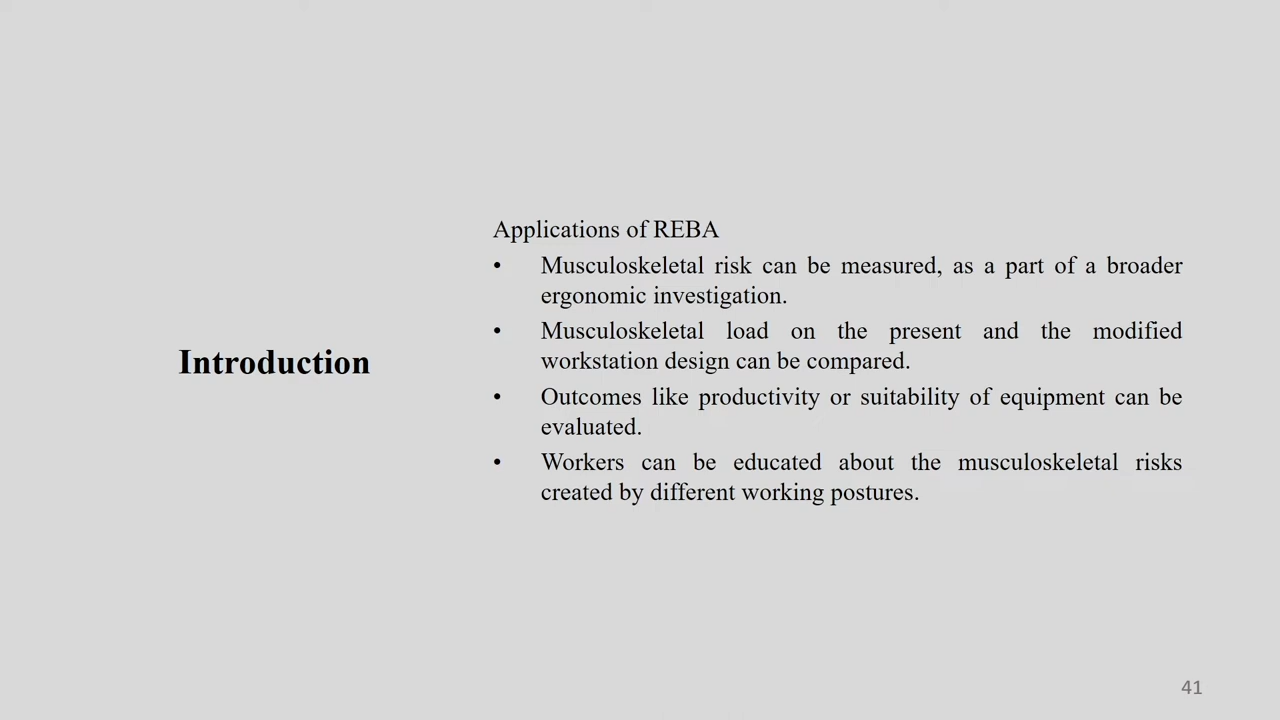 Introduction
Applications of REBA
• Musculoskeletal risk can be measured, as a part of a broader
ergonomic investigation.
• Musculoskeletal load on the present and the modified
workstation design can be compared.
• Outcomes like productivity or suitability of equipment can be
evaluated.
• Workers can be educated about the musculoskeletal risks
created by different working postures.
41